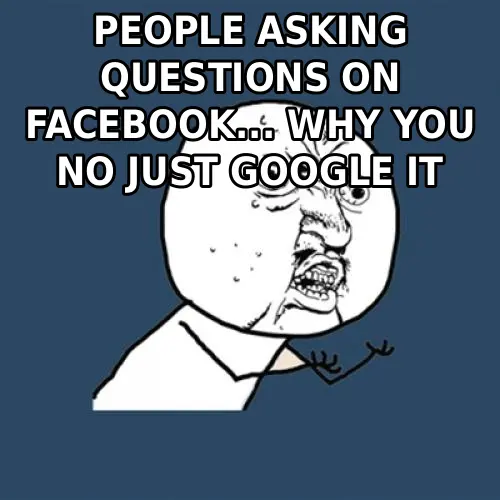 PEOPLE ASKING
QUESTIONS ON
FACEBOOK... WHY YOU
NO JUST GOOGLE IT